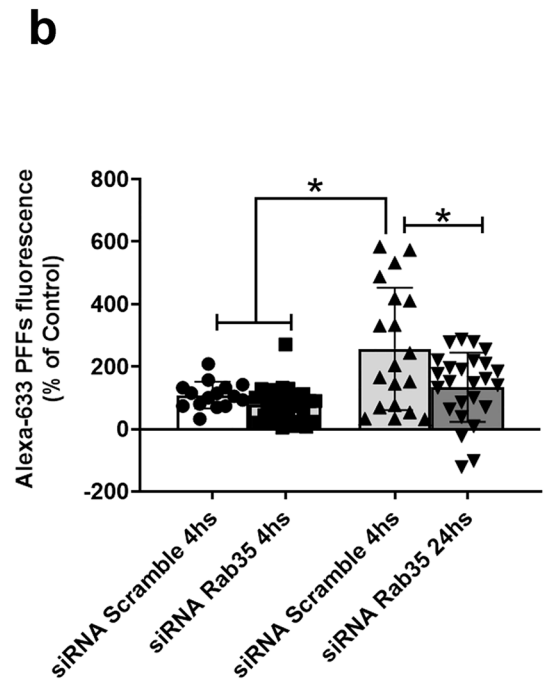 b
Alexa-633 PFFs fluorescence
(% of Control)
800
600
400
200
0
-200
*
*
siRNA Scramble 4hs
siRNA Rab35 4hs
siRNA Scramble 4hs
siRNA Rab35 24hs